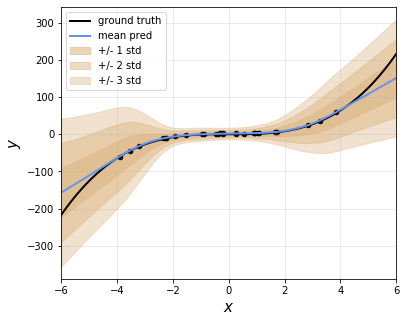 ground truth
mean pred
+/- 1 std
+/- 2 std
+/- 3 std
300
200
100
0
−100
−200
−300
y
−6 −4 −2 0 2 4 6
x